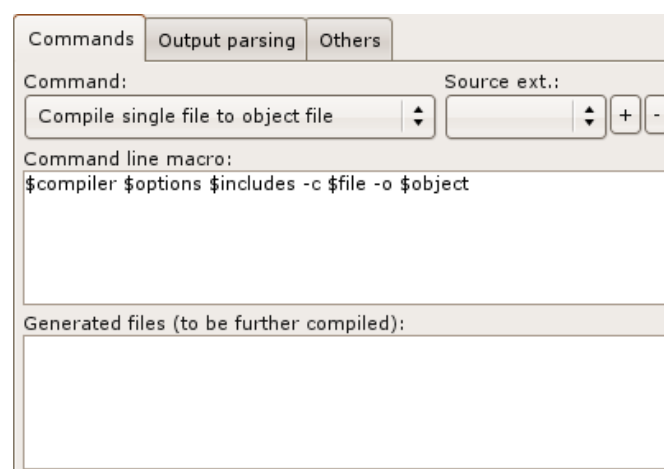 Commands Output parsing Others
Command: Source ext.:
Compile single file to object file + -
Command line macro:
$compiler $options $includes -c $file -o $object
Generated files (to be further compiled):